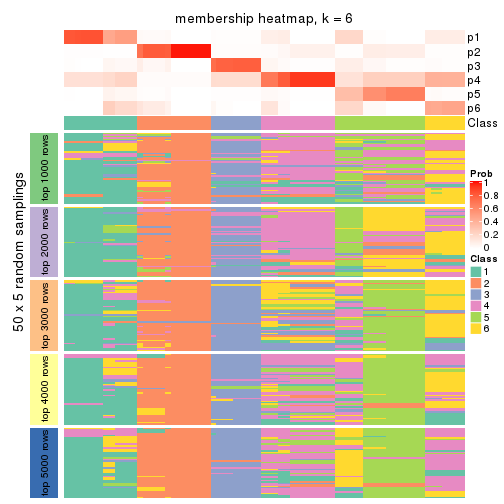 membership heatmap, k = 6
p1
p2
p3
p4
p5
p6
Class
50 x 5 random samplings
top 1000 rows
top 2000 rows
top 3000 rows
top 4000 rows
top 5000 rows
Prob
1
0.8
0.6
0.4
0.2
0
Class
1
2
3
4
5
6